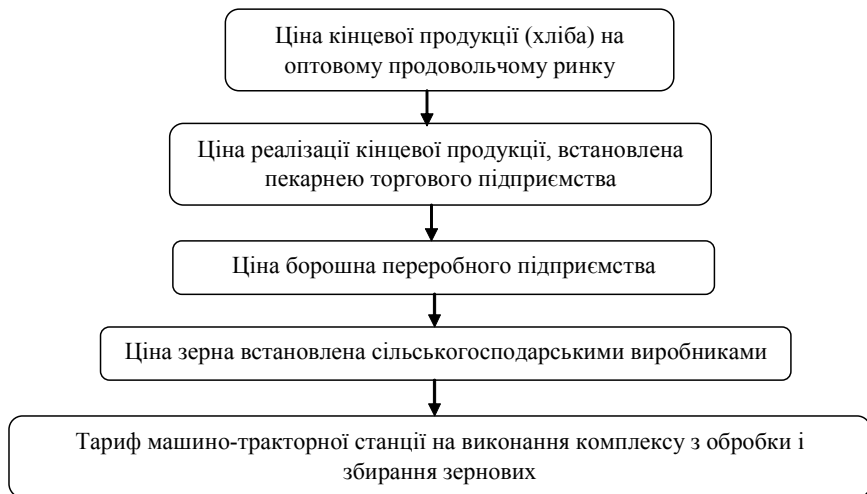 Ціна кінцевої продукції (хліба) на
оптовому продовольчому ринку
Ціна реалізації кінцевої продукції, встановлена
пекарнею торгового підприємства
Ціна борошна переробного підприємства
Ціна зерна встановлена сільськогосподарськими виробниками
Тариф машино-тракторної станції на виконання комплексу з обробки і
збирання зернових